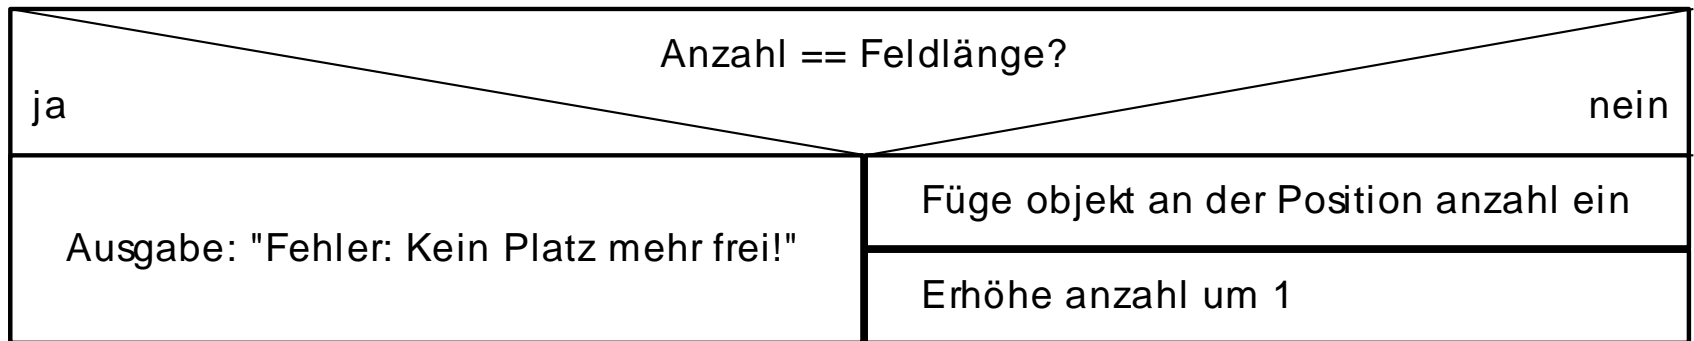 Anzahl == Feldlänge?
ja
nein
Füge objekt an der Position anzahl ein
Ausgabe: "Fehler: Kein Platz mehr frei!"
Erhöhe anzahl um 1